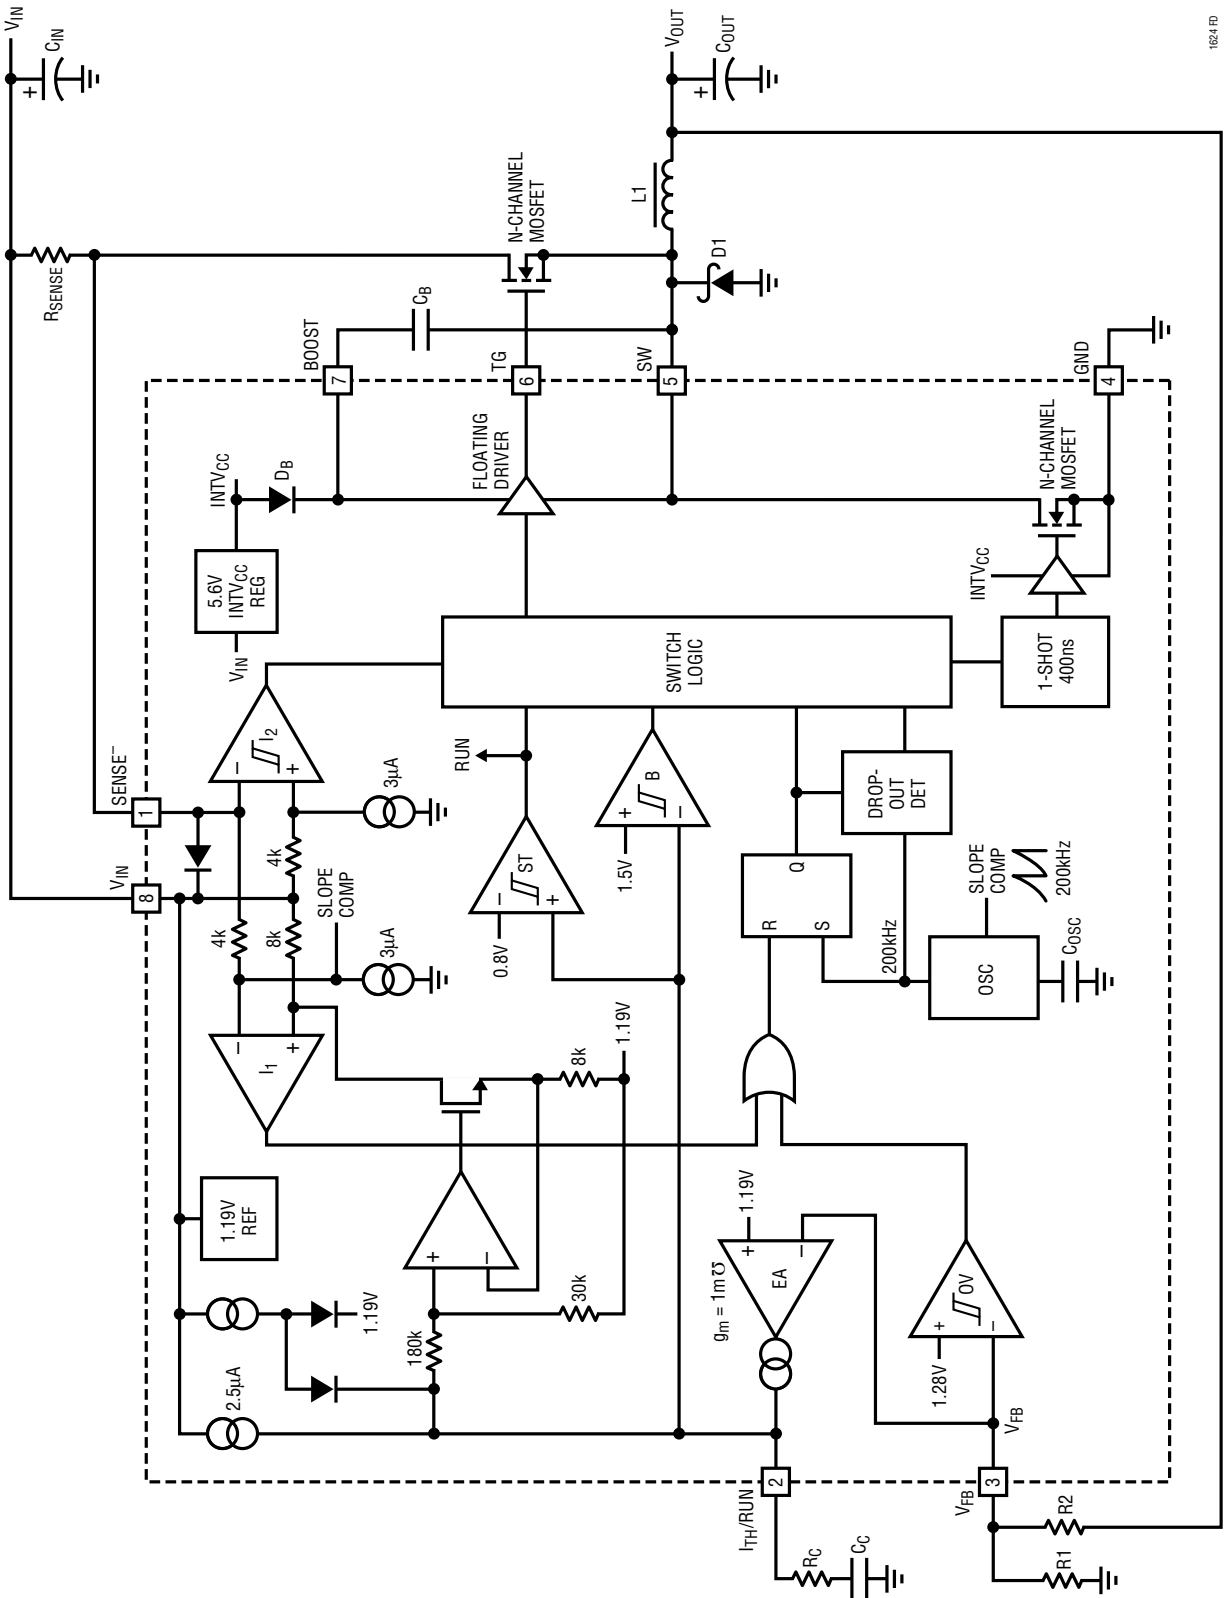 VIN
CIN
+
RSENSE
N-CHANNEL
MOSFET
L1
VOUT
COUT
+
D1
CB
BOOST
7
TG
6
SW
5
GND
4
SENSE–
1
VIN
8
INTVCC
DB
5.6V
INTVCC
REG
VIN
FLOATING
DRIVER
N-CHANNEL
MOSFET
INTVCC
1-SHOT
400ns
SWITCH
LOGIC
I2
–
+
3µA
4k
4k
8k
SLOPE
COMP
3µA
I1
–
+
RUN
ST
–
+
0.8V
B
+
–
1.5V
DROP-
OUT
DET
Q
R
S
200kHz
OSC
SLOPE
COMP
200kHz
COSC
1.19V
REF
8k
1.19V
+
–
30k
180k
1.19V
2.5µA
gm = 1m℧
EA
+
–
1.19V
OV
+
–
1.28V
VFB
ITH/RUN
2
VFB
3
RC
CC
R1
R2
1624 FD